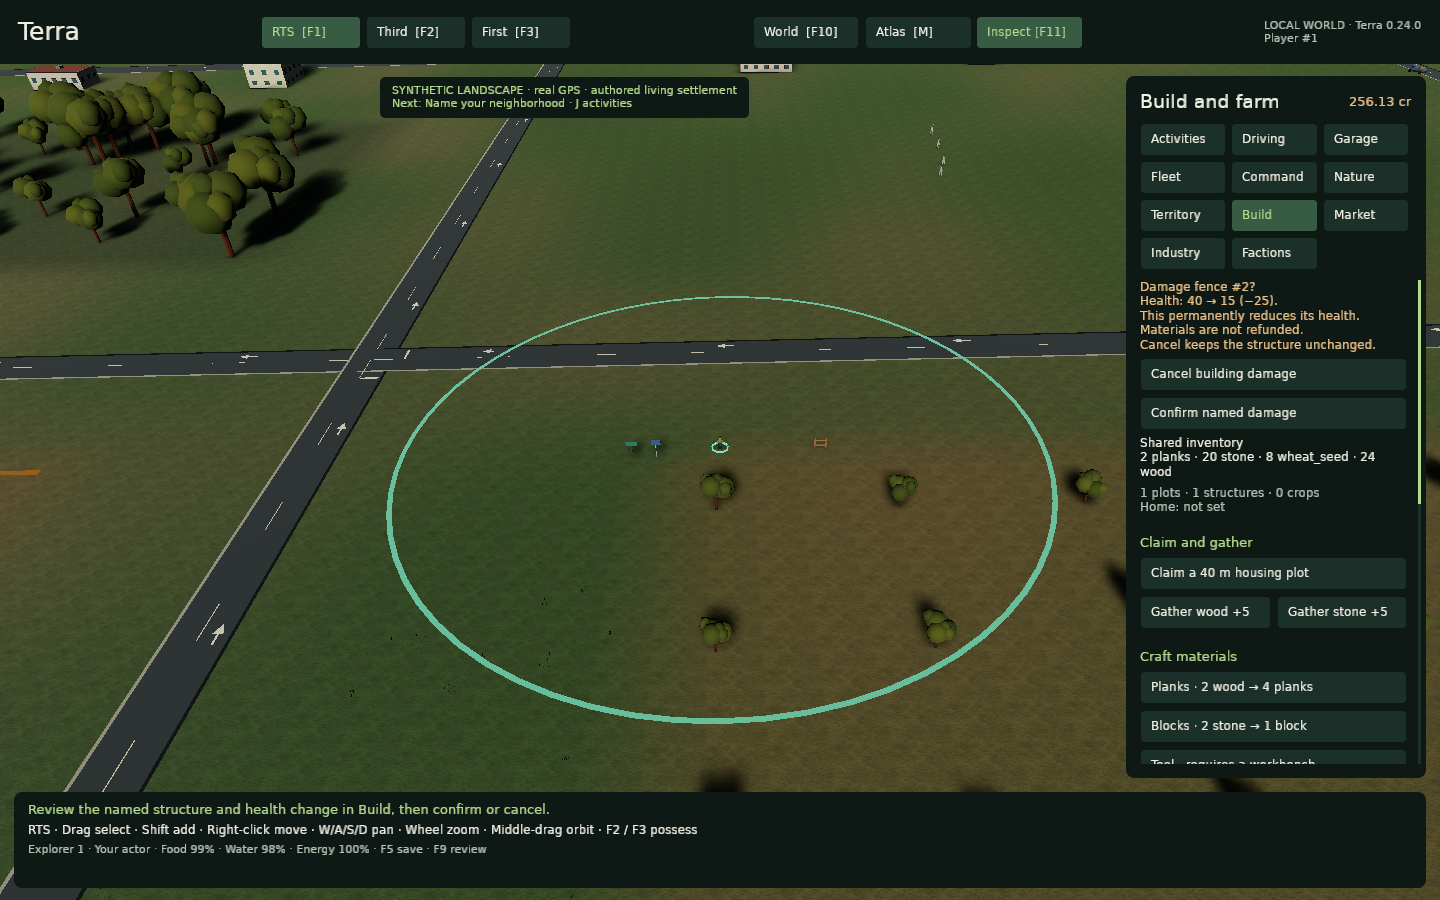 Terra
RTS [F1]
Third [F2]
First [F3]
World [F10]
Atlas [M]
Inspect [F11]
LOCAL WORLD · Terra 0.24.0
Player #1
SYNTHETIC LANDSCAPE · real GPS · authored living settlement
Next: Name your neighborhood · J activities
Build and farm
256.13 cr
Activities
Driving
Garage
Fleet
Command
Nature
Territory
Build
Market
Industry
Factions
Damage fence #2?
Health: 40 → 15 (−25).
This permanently reduces its health.
Materials are not refunded.
Cancel keeps the structure unchanged.
Cancel building damage
Confirm named damage
Shared inventory
2 planks · 20 stone · 8 wheat_seed · 24
wood
1 plots · 1 structures · 0 crops
Home: not set
Claim and gather
Claim a 40 m housing plot
Gather wood +5
Gather stone +5
Craft materials
Planks · 2 wood → 4 planks
Blocks · 2 stone → 1 block
Tool · requires a workbench
Review the named structure and health change in Build, then confirm or cancel.
RTS · Drag select · Shift add · Right-click move · W/A/S/D pan · Wheel zoom · Middle-drag orbit · F2 / F3 possess
Explorer 1 · Your actor · Food 99% · Water 98% · Energy 100% · F5 save · F9 review